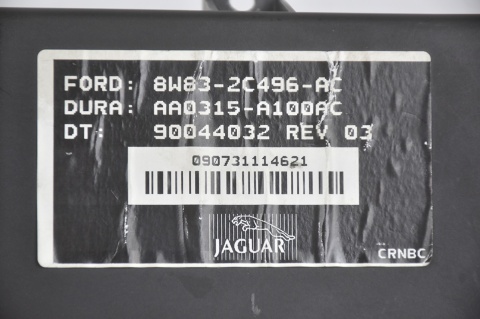 FORD: 8W83-2C496-AC
DURA: AA0315-A100AC
DT: 90044032 REV 03
090731114621
JAGUAR
CRNBC